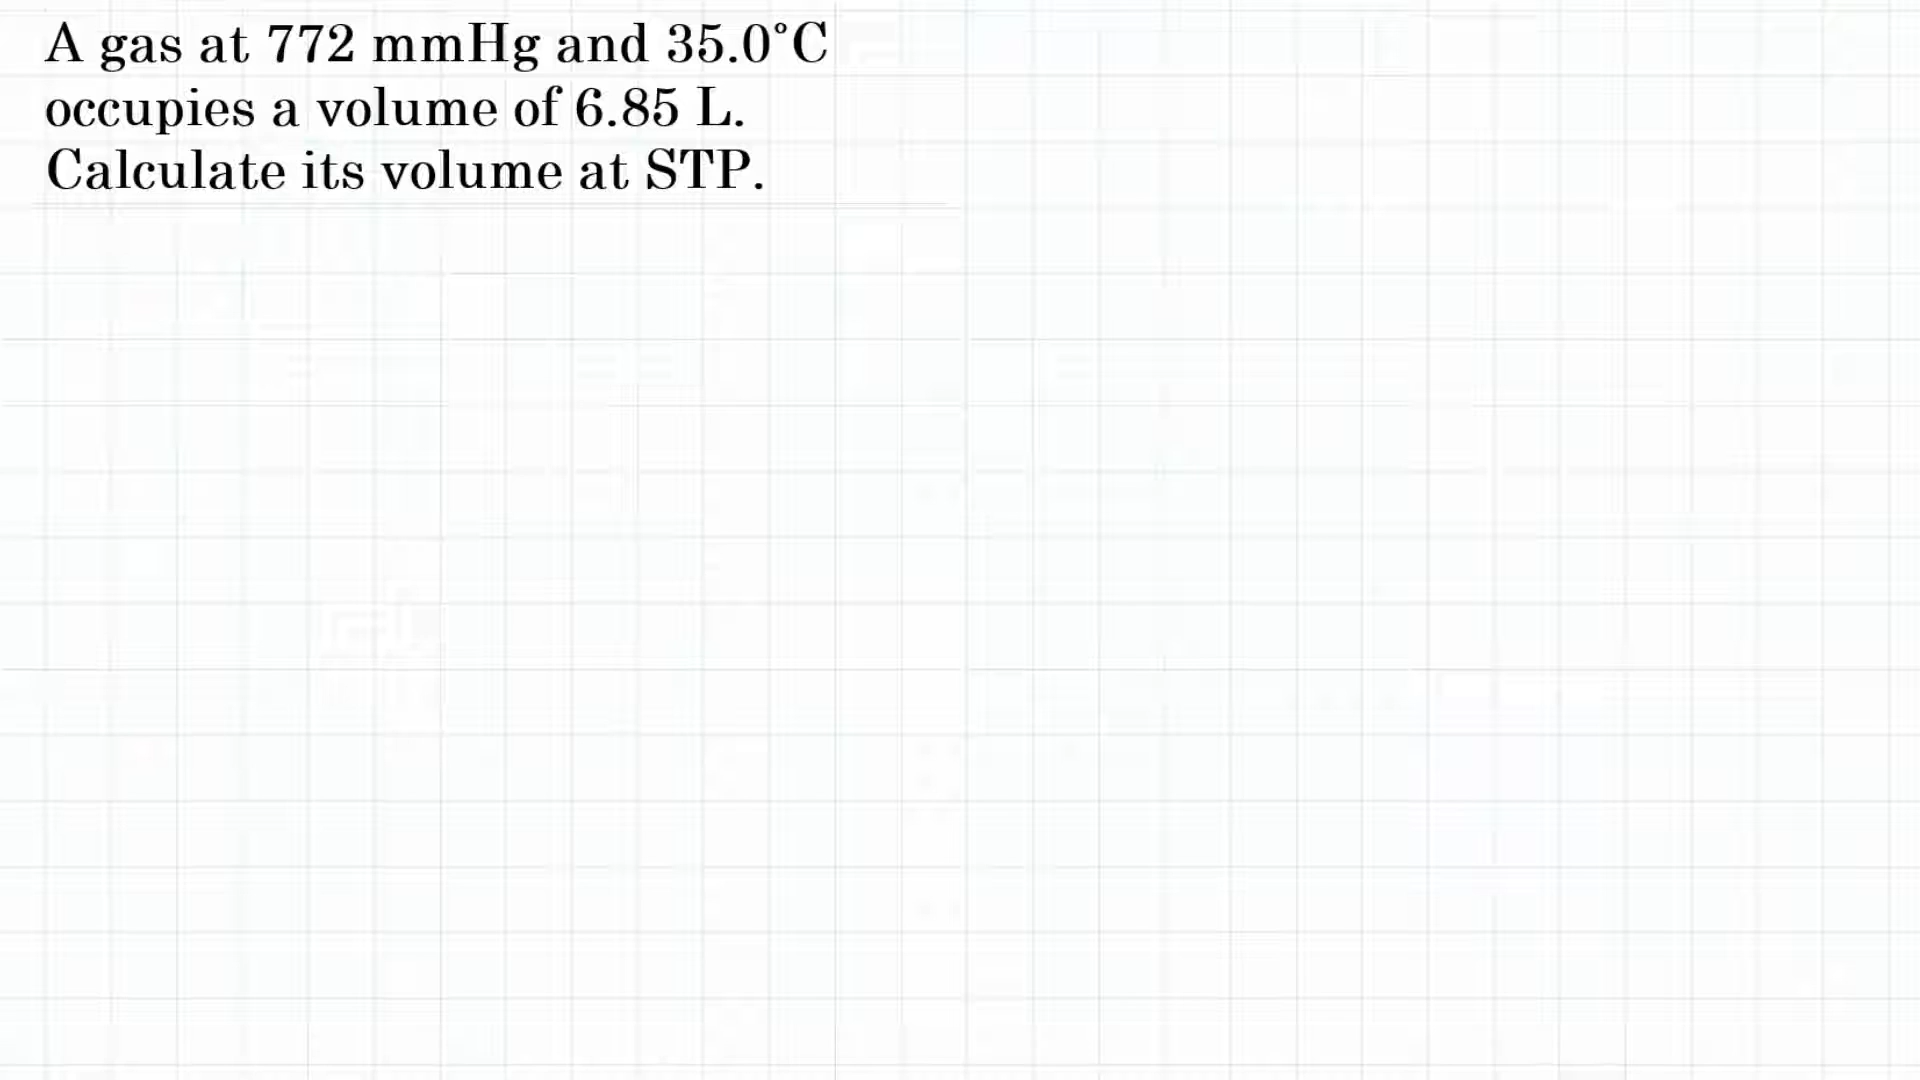 A gas at 772 mmHg and 35.0°C
occupies a volume of 6.85 L.
Calculate its volume at STP.